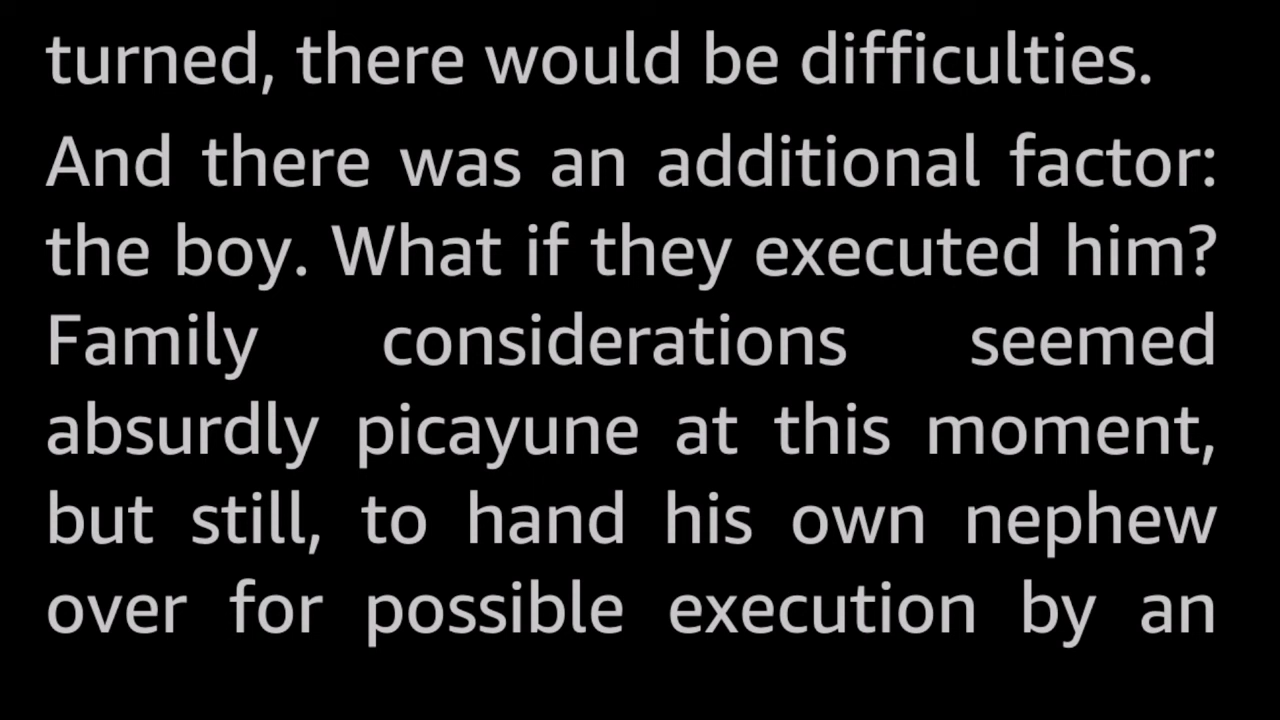 turned, there would be difficulties.
And there was an additional factor:
the boy. What if they executed him?
Family considerations seemed
absurdly picayune at this moment,
but still, to hand his own nephew
over for possible execution by an